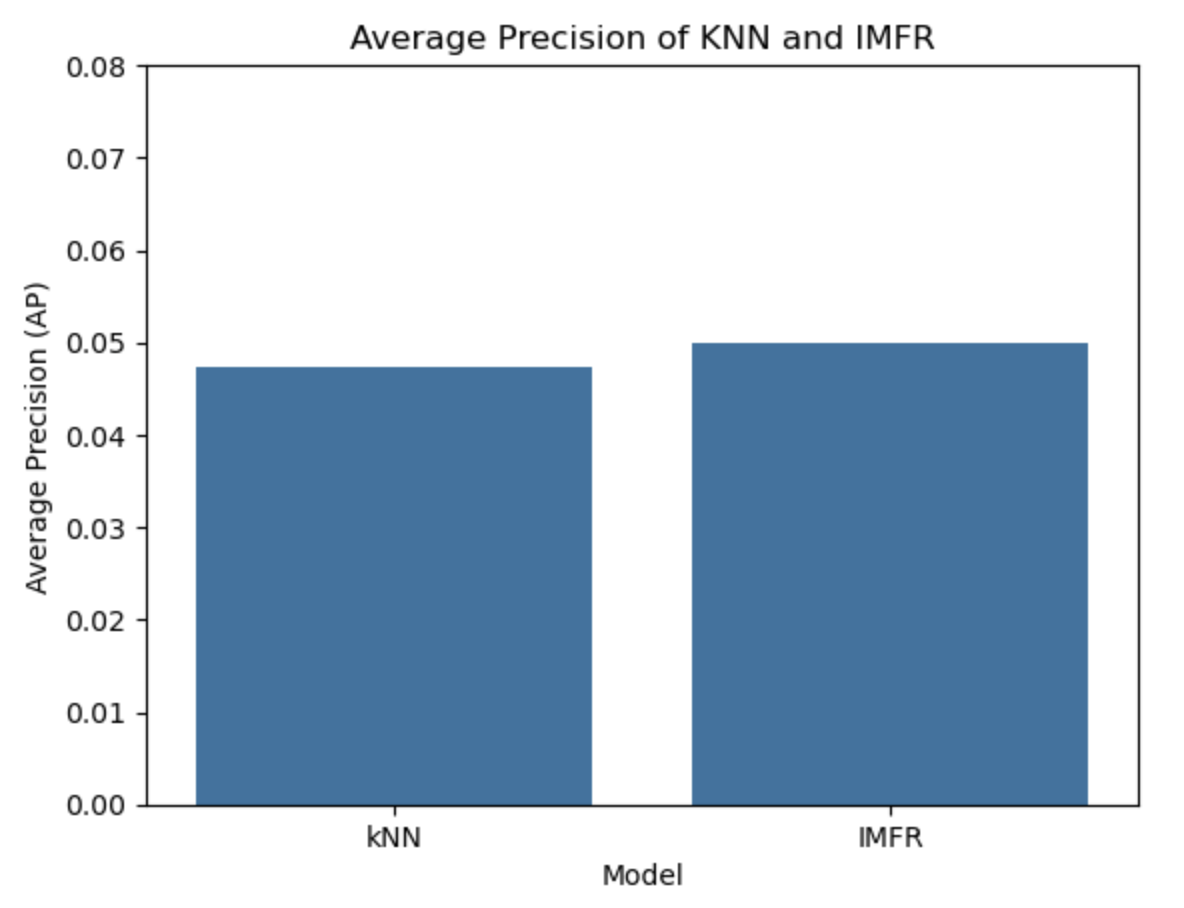 Average Precision of KNN and IMFR
Average Precision (AP)
0.08
0.07
0.06
0.05
0.04
0.03
0.02
0.01
0.00
kNN IMFR
Model